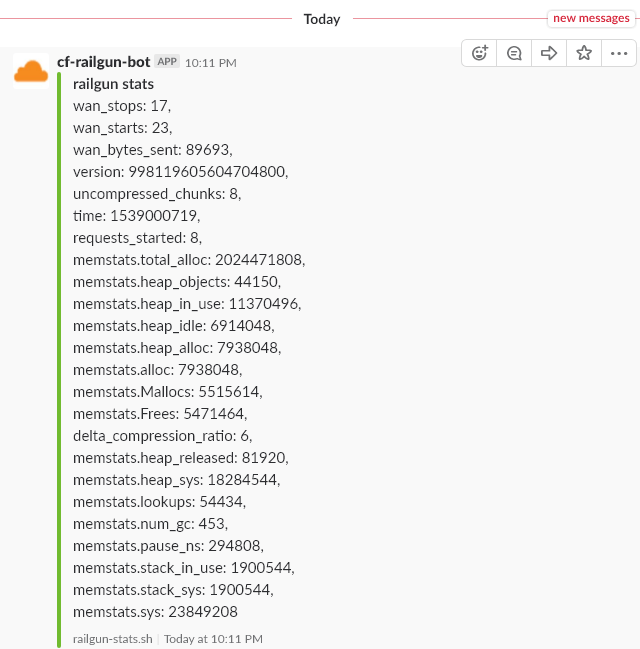 Today
new messages
cf-railgun-bot APP 10:11 PM
railgun stats
wan_stops: 17,
wan_starts: 23,
wan_bytes_sent: 89693,
version: 998119605604704800,
uncompressed_chunks: 8,
time: 1539000719,
requests_started: 8,
memstats.total_alloc: 2024471808,
memstats.heap_objects: 44150,
memstats.heap_in_use: 11370496,
memstats.heap_idle: 6914048,
memstats.heap_alloc: 7938048,
memstats.alloc: 7938048,
memstats.Mallocs: 5515614,
memstats.Frees: 5471464,
delta_compression_ratio: 6,
memstats.heap_released: 81920,
memstats.heap_sys: 18284544,
memstats.lookups: 54434,
memstats.num_gc: 453,
memstats.pause_ns: 294808,
memstats.stack_in_use: 1900544,
memstats.stack_sys: 1900544,
memstats.sys: 23849208
railgun-stats.sh | Today at 10:11 PM